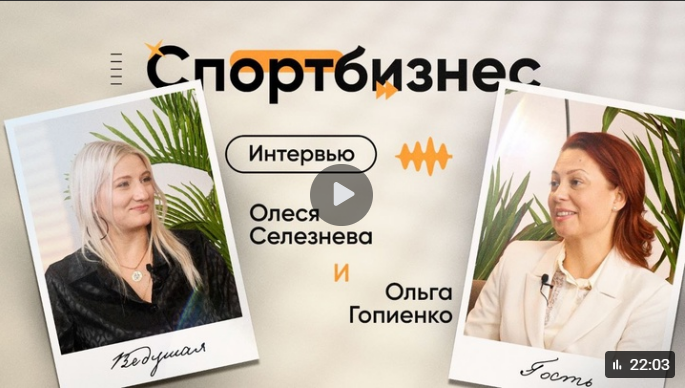 Спортбизнес
Интервью
Олеся
Селезнева
и
Ольга
Гопиенко
Ведущая
Гость
22:03